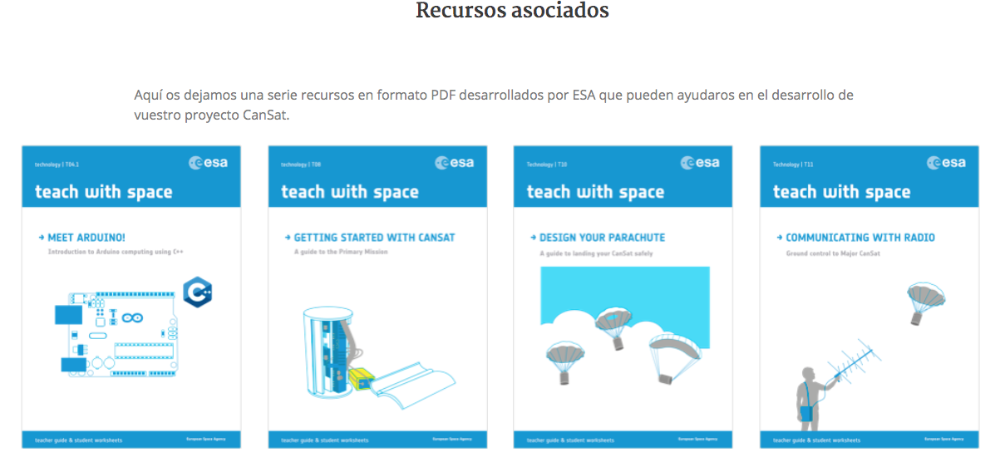 Recursos asociados
Aquí os dejamos una serie recursos en formato PDF desarrollados por ESA que pueden ayudaros en el desarrollo de
vuestro proyecto CanSat.
technology | T04.1
esa
teach with space
→ MEET ARDUINO!
Introduction to Arduino computing using C++
C++
teacher guide & student worksheets
European Space Agency
technology | T08
esa
teach with space
→ GETTING STARTED WITH CANSAT
A guide to the Primary Mission
teacher guide & student worksheets
European Space Agency
Technology | T10
esa
teach with space
→ DESIGN YOUR PARACHUTE
A guide to landing your CanSat safely
teacher guide & student worksheets
European Space Agency
Technology | T11
esa
teach with space
→ COMMUNICATING WITH RADIO
Ground control to Major CanSat
teacher guide & student worksheets
European Space Agency